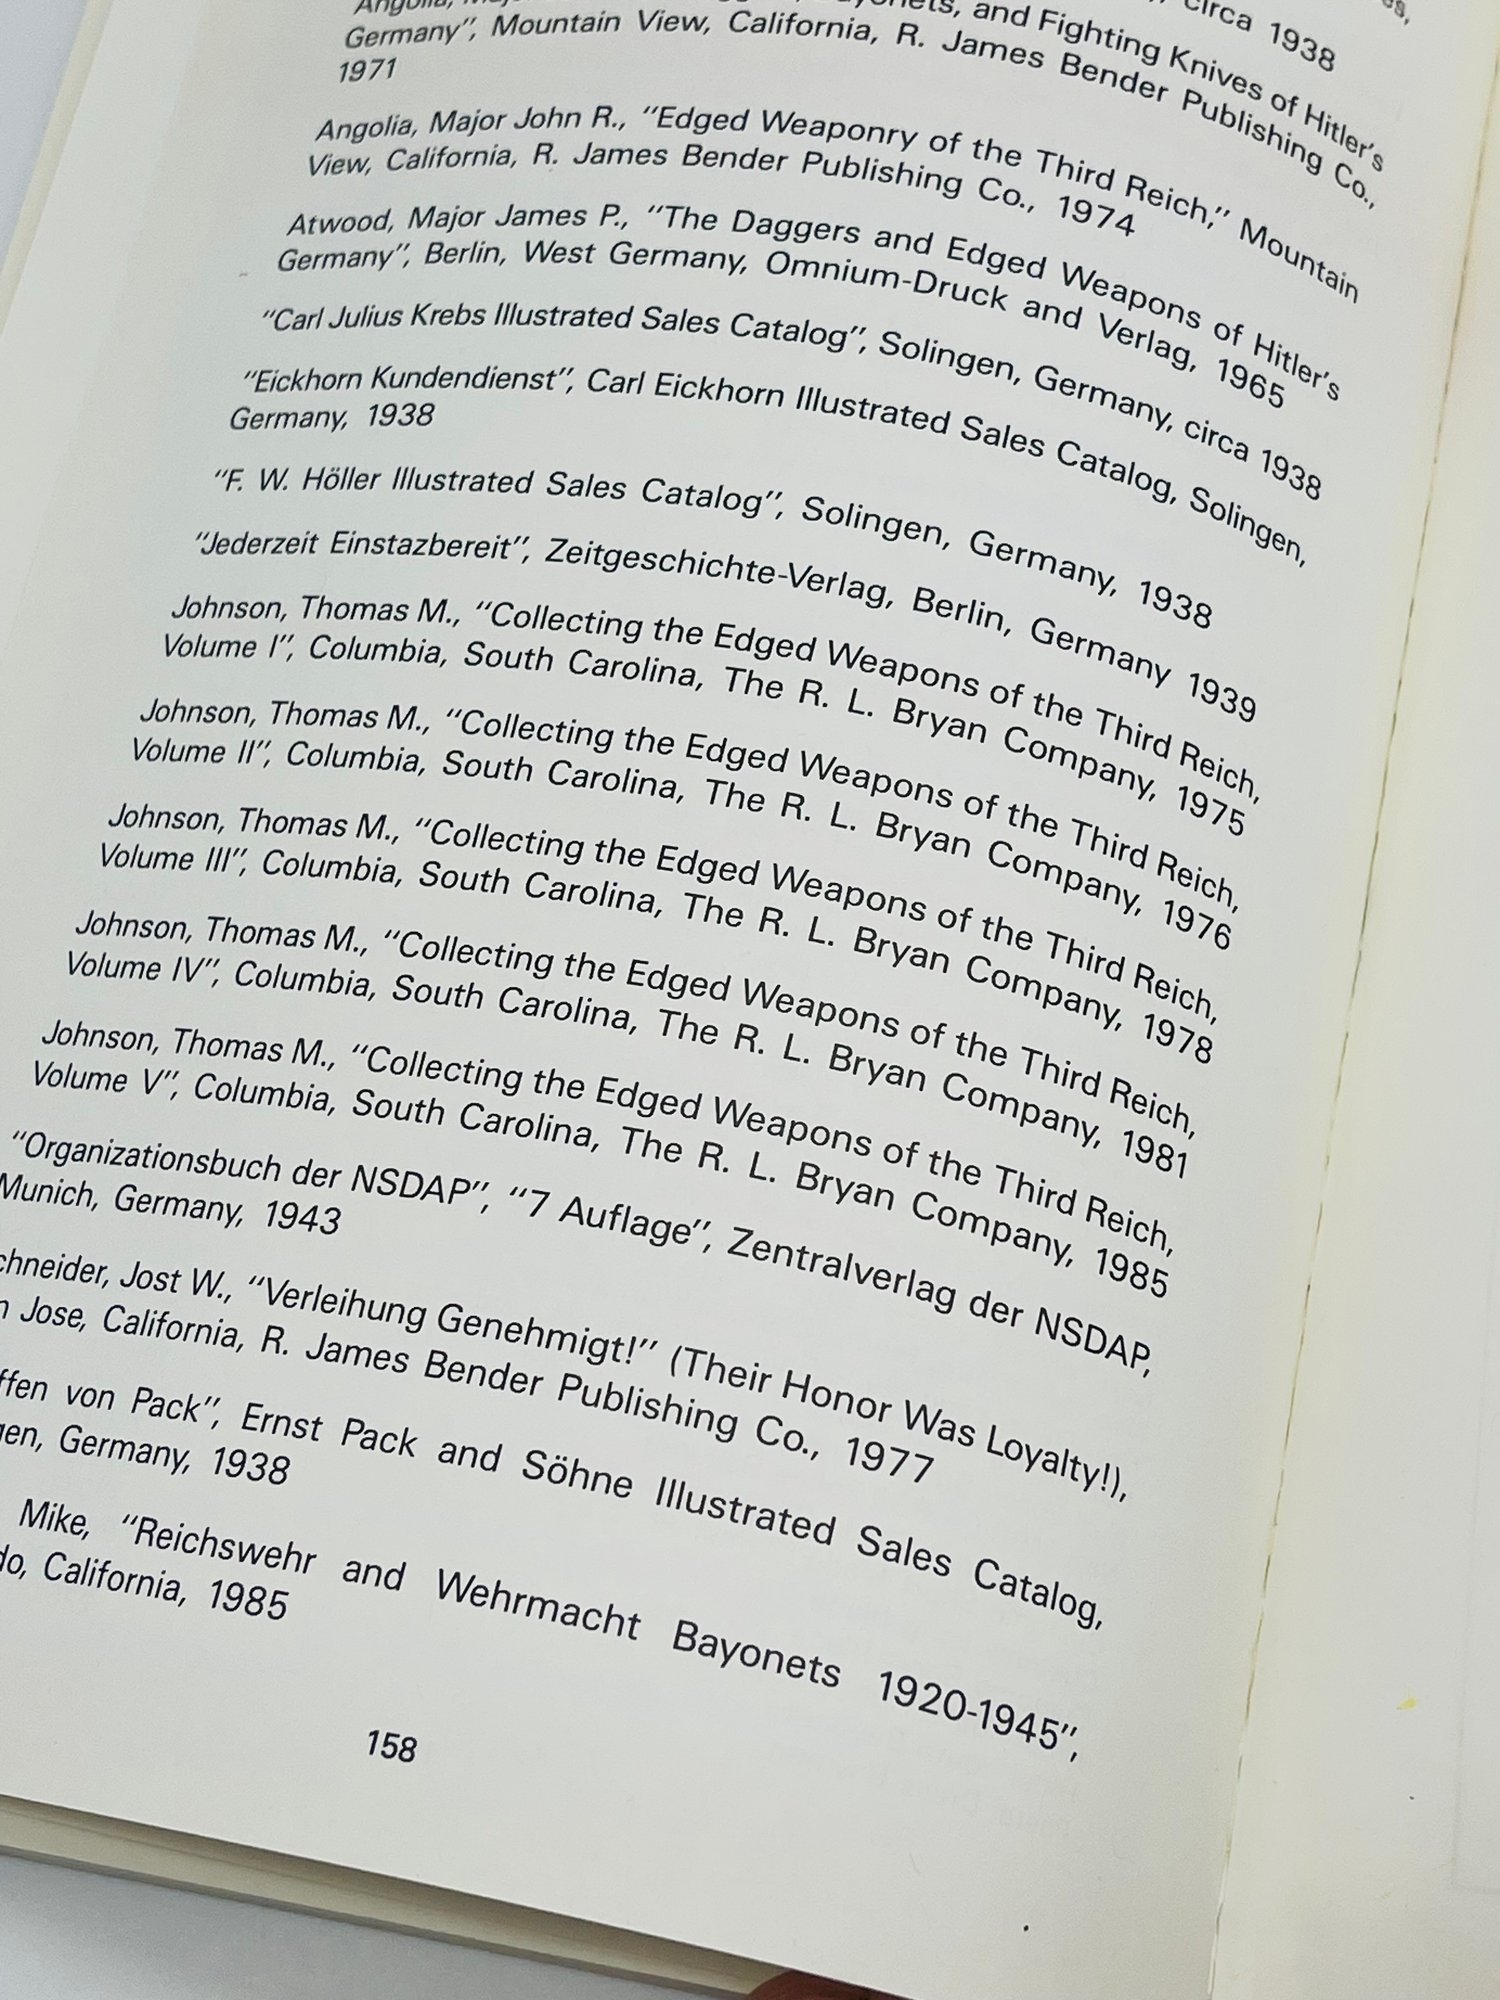 circa 1938
and Fighting Knives of Hitler's
Germany", Mountain View, California, R. James Bender Publishing Co.,
1971
Angolia, Major John R., "Edged Weaponry of the Third Reich," Mountain
View, California, R. James Bender Publishing Co., 1974
Atwood, Major James P., "The Daggers and Edged Weapons of Hitler's
Germany", Berlin, West Germany, Omnium-Druck and Verlag, 1965
"Carl Julius Krebs Illustrated Sales Catalog", Solingen, Germany, circa 1938
"Eickhorn Kundendienst", Carl Eickhorn Illustrated Sales Catalog, Solingen,
Germany, 1938
"F. W. Höller Illustrated Sales Catalog", Solingen, Germany, 1938
"Jederzeit Einstazbereit", Zeitgeschichte-Verlag, Berlin, Germany 1939
Johnson, Thomas M., "Collecting the Edged Weapons of the Third Reich,
Volume I", Columbia, South Carolina, The R. L. Bryan Company, 1975
Johnson, Thomas M., "Collecting the Edged Weapons of the Third Reich,
Volume II", Columbia, South Carolina, The R. L. Bryan Company, 1976
Johnson, Thomas M., "Collecting the Edged Weapons of the Third Reich,
Volume III", Columbia, South Carolina, The R. L. Bryan Company, 1978
Johnson, Thomas M., "Collecting the Edged Weapons of the Third Reich,
Volume IV", Columbia, South Carolina, The R. L. Bryan Company, 1981
Johnson, Thomas M., "Collecting the Edged Weapons of the Third Reich,
Volume V", Columbia, South Carolina, The R. L. Bryan Company, 1985
"Organizationsbuch der NSDAP", "7 Auflage", Zentralverlag der NSDAP,
Munich, Germany, 1943
chneider, Jost W., "Verleihung Genehmigt!" (Their Honor Was Loyalty!),
n Jose, California, R. James Bender Publishing Co., 1977
ffen von Pack", Ernst Pack and Söhne Illustrated Sales Catalog,
gen, Germany, 1938
Mike, "Reichswehr and Wehrmacht Bayonets 1920-1945",
do, California, 1985
158